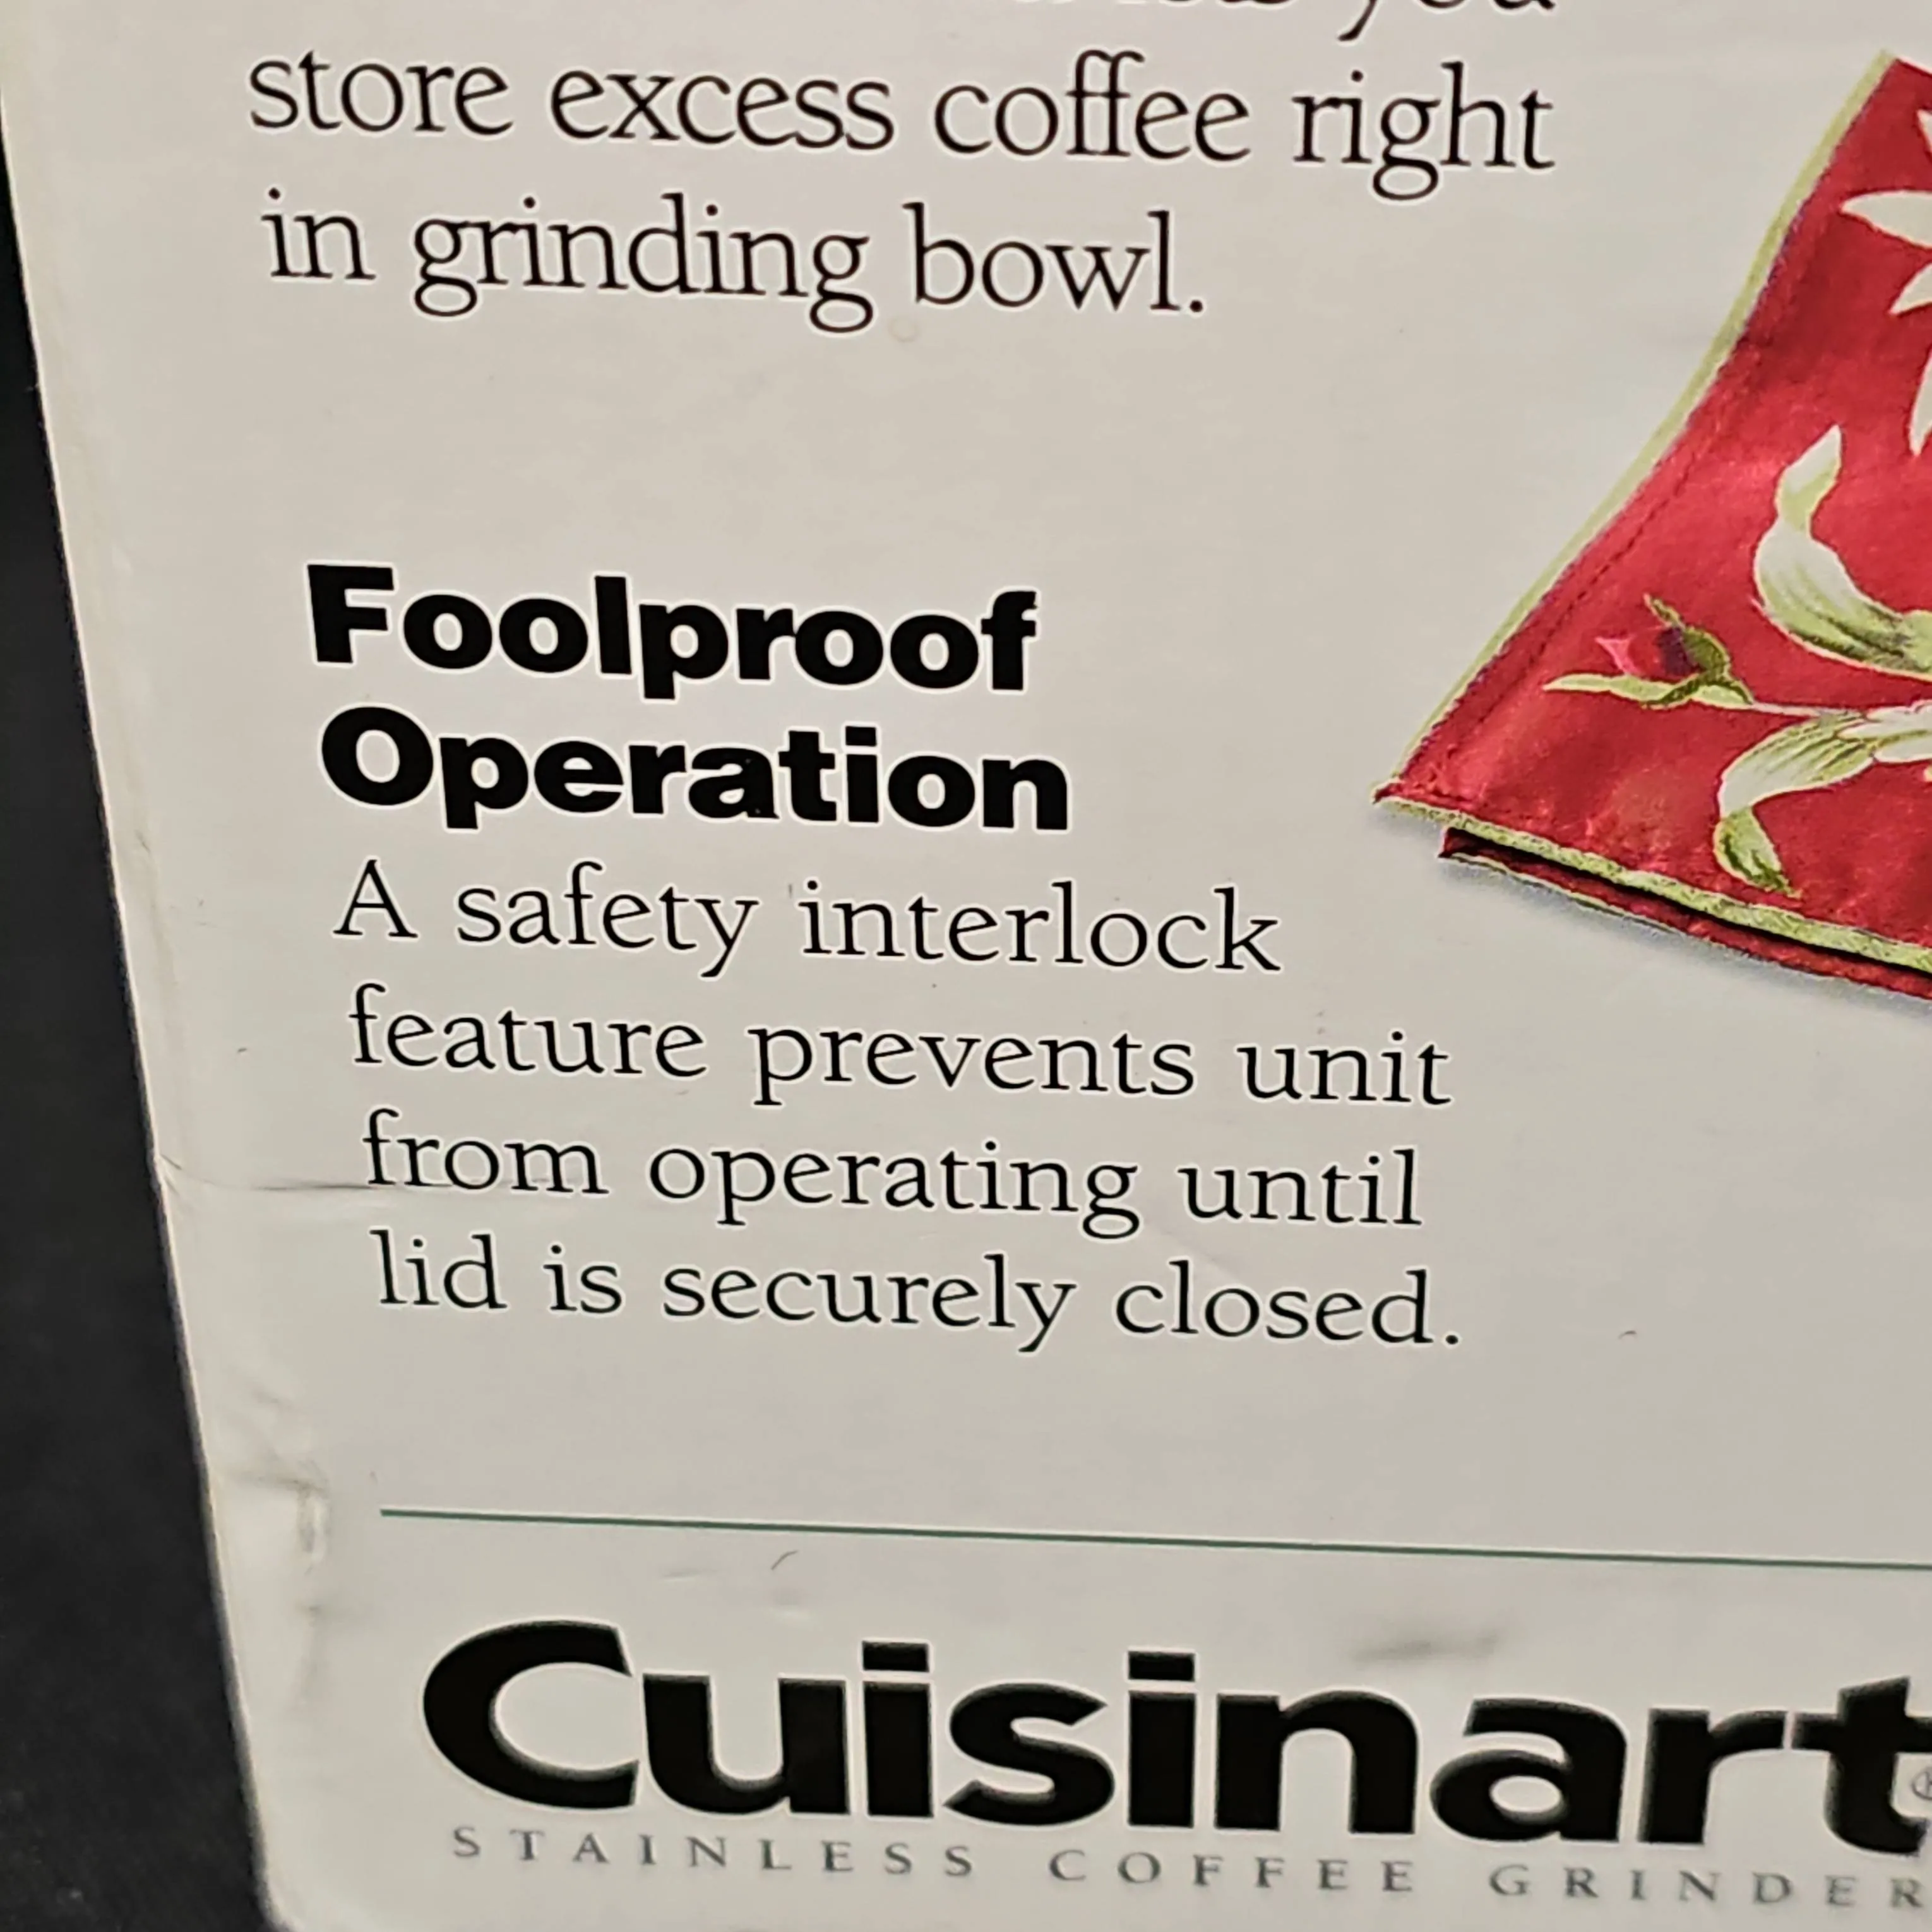 you
store excess coffee right
in grinding bowl.
Foolproof
Operation
A safety interlock
feature prevents unit
from operating until
lid is securely closed.
Cuisinart®
STAINLESS COFFEE GRINDER